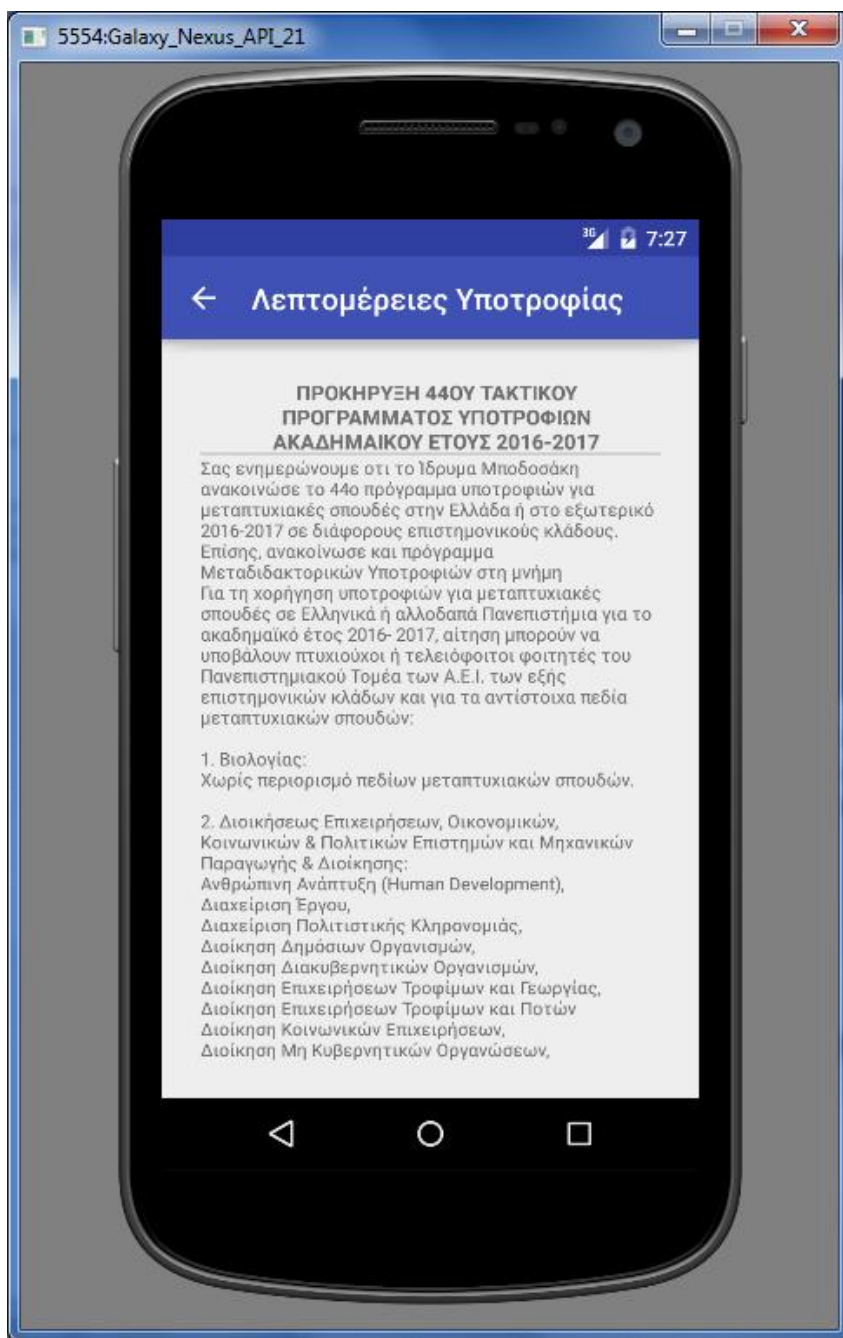 5554:Galaxy_Nexus_API_21
3G 7:27
Λεπτομέρειες Υποτροφίας
ΠΡΟΚΗΡΥΞΗ 44ΟΥ ΤΑΚΤΙΚΟΥ
ΠΡΟΓΡΑΜΜΑΤΟΣ ΥΠΟΤΡΟΦΙΩΝ
ΑΚΑΔΗΜΑΙΚΟΥ ΕΤΟΥΣ 2016-2017
Σας ενημερώνουμε οτι το Ίδρυμα Μποδοσάκη
ανακοινώσε το 44ο πρόγραμμα υποτροφιών για
μεταπτυχιακές σπουδές στην Ελλάδα ή στο εξωτερικό
2016-2017 σε διάφορους επιστημονικούς κλάδους.
Επίσης, ανακοίνωσε και πρόγραμμα
Μεταδιδακτορικών Υποτροφιών στη μνήμη
Για τη χορήγηση υποτροφιών για μεταπτυχιακές
σπουδές σε Ελληνικά ή αλλοδαπά Πανεπιστήμια για το
ακαδημαϊκό έτος 2016- 2017, αίτηση μπορούν να
υποβάλουν πτυχιούχοι ή τελειόφοιτοι φοιτητές του
Πανεπιστημιακού Τομέα των Α.Ε.Ι. των εξής
επιστημονικών κλάδων και για τα αντίστοιχα πεδία
μεταπτυχιακών σπουδών:
1. Βιολογίας:
Χωρίς περιορισμό πεδίων μεταπτυχιακών σπουδών.
2. Διοικήσεως Επιχειρήσεων, Οικονομικών,
Κοινωνικών & Πολιτικών Επιστημών και Μηχανικών
Παραγωγής & Διοίκησης:
Ανθρώπινη Ανάπτυξη (Human Development),
Διαχείριση Έργου,
Διαχείριση Πολιτιστικής Κληρονομιάς,
Διοίκηση Δημόσιων Οργανισμών,
Διοίκηση Διακυβερνητικών Οργανισμών,
Διοίκηση Επιχειρήσεων Τροφίμων και Γεωργίας,
Διοίκηση Επιχειρήσεων Τροφίμων και Ποτών
Διοίκηση Κοινωνικών Επιχειρήσεων,
Διοίκηση Μη Κυβερνητικών Οργανώσεων,